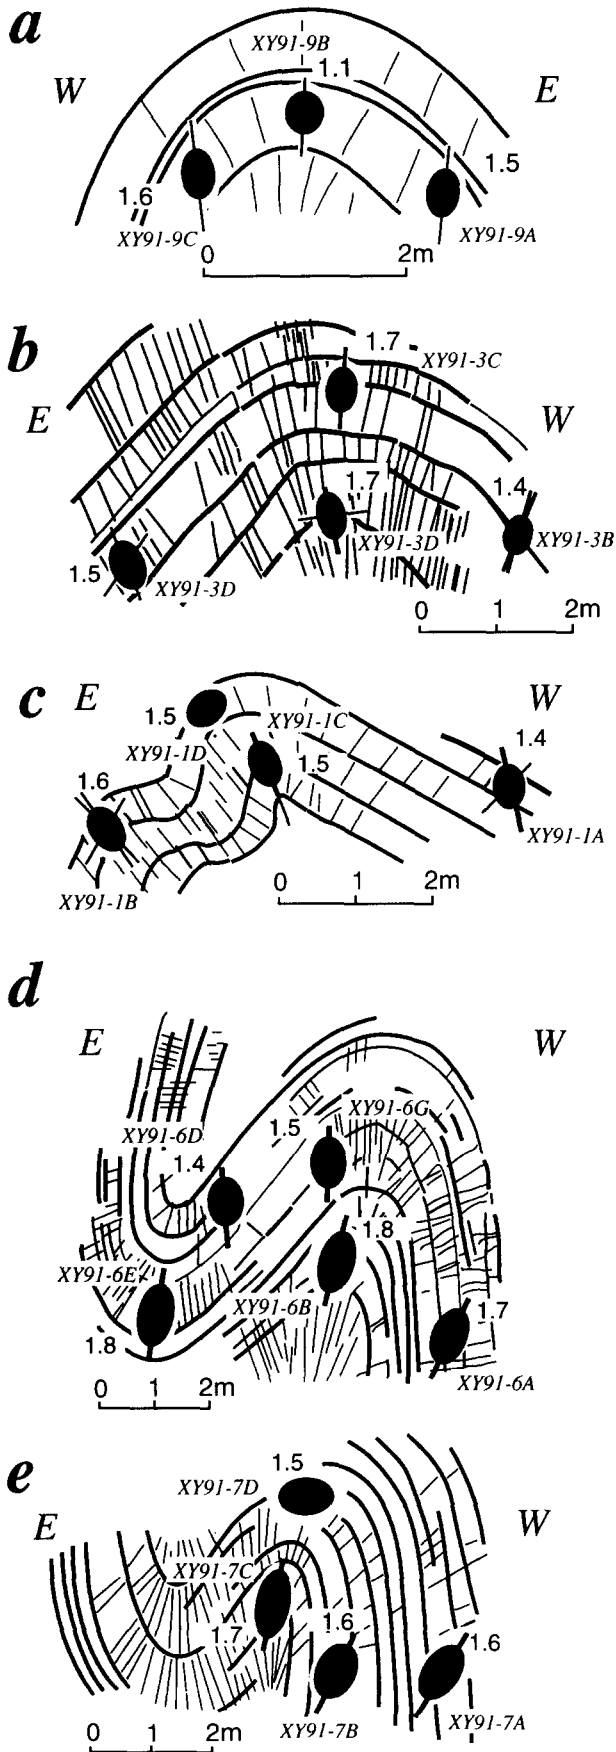 a
XY91-9B
1.1
W
E
1.5
1.6
XY91-9C
XY91-9A
0 2m
b
1.7
XY91-3C
E
W
1.7
1.4
XY91-3D
XY91-3B
1.5
XY91-3D
0 1 2m
c
E
W
1.5
XY91-1C
1.4
XY91-1D
1.5
1.6
XY91-1A
XY91-1B
0 1 2m
d
E
W
XY91-6G
1.5
XY91-6D
1.4
1.8
XY91-6E
XY91-6B
1.7
1.8
XY91-6A
0 1 2m
e
1.5
XY91-7D
E
W
XY91-7C
1.6
1.7
1.6
XY91-7A
XY91-7B
0 1 2m